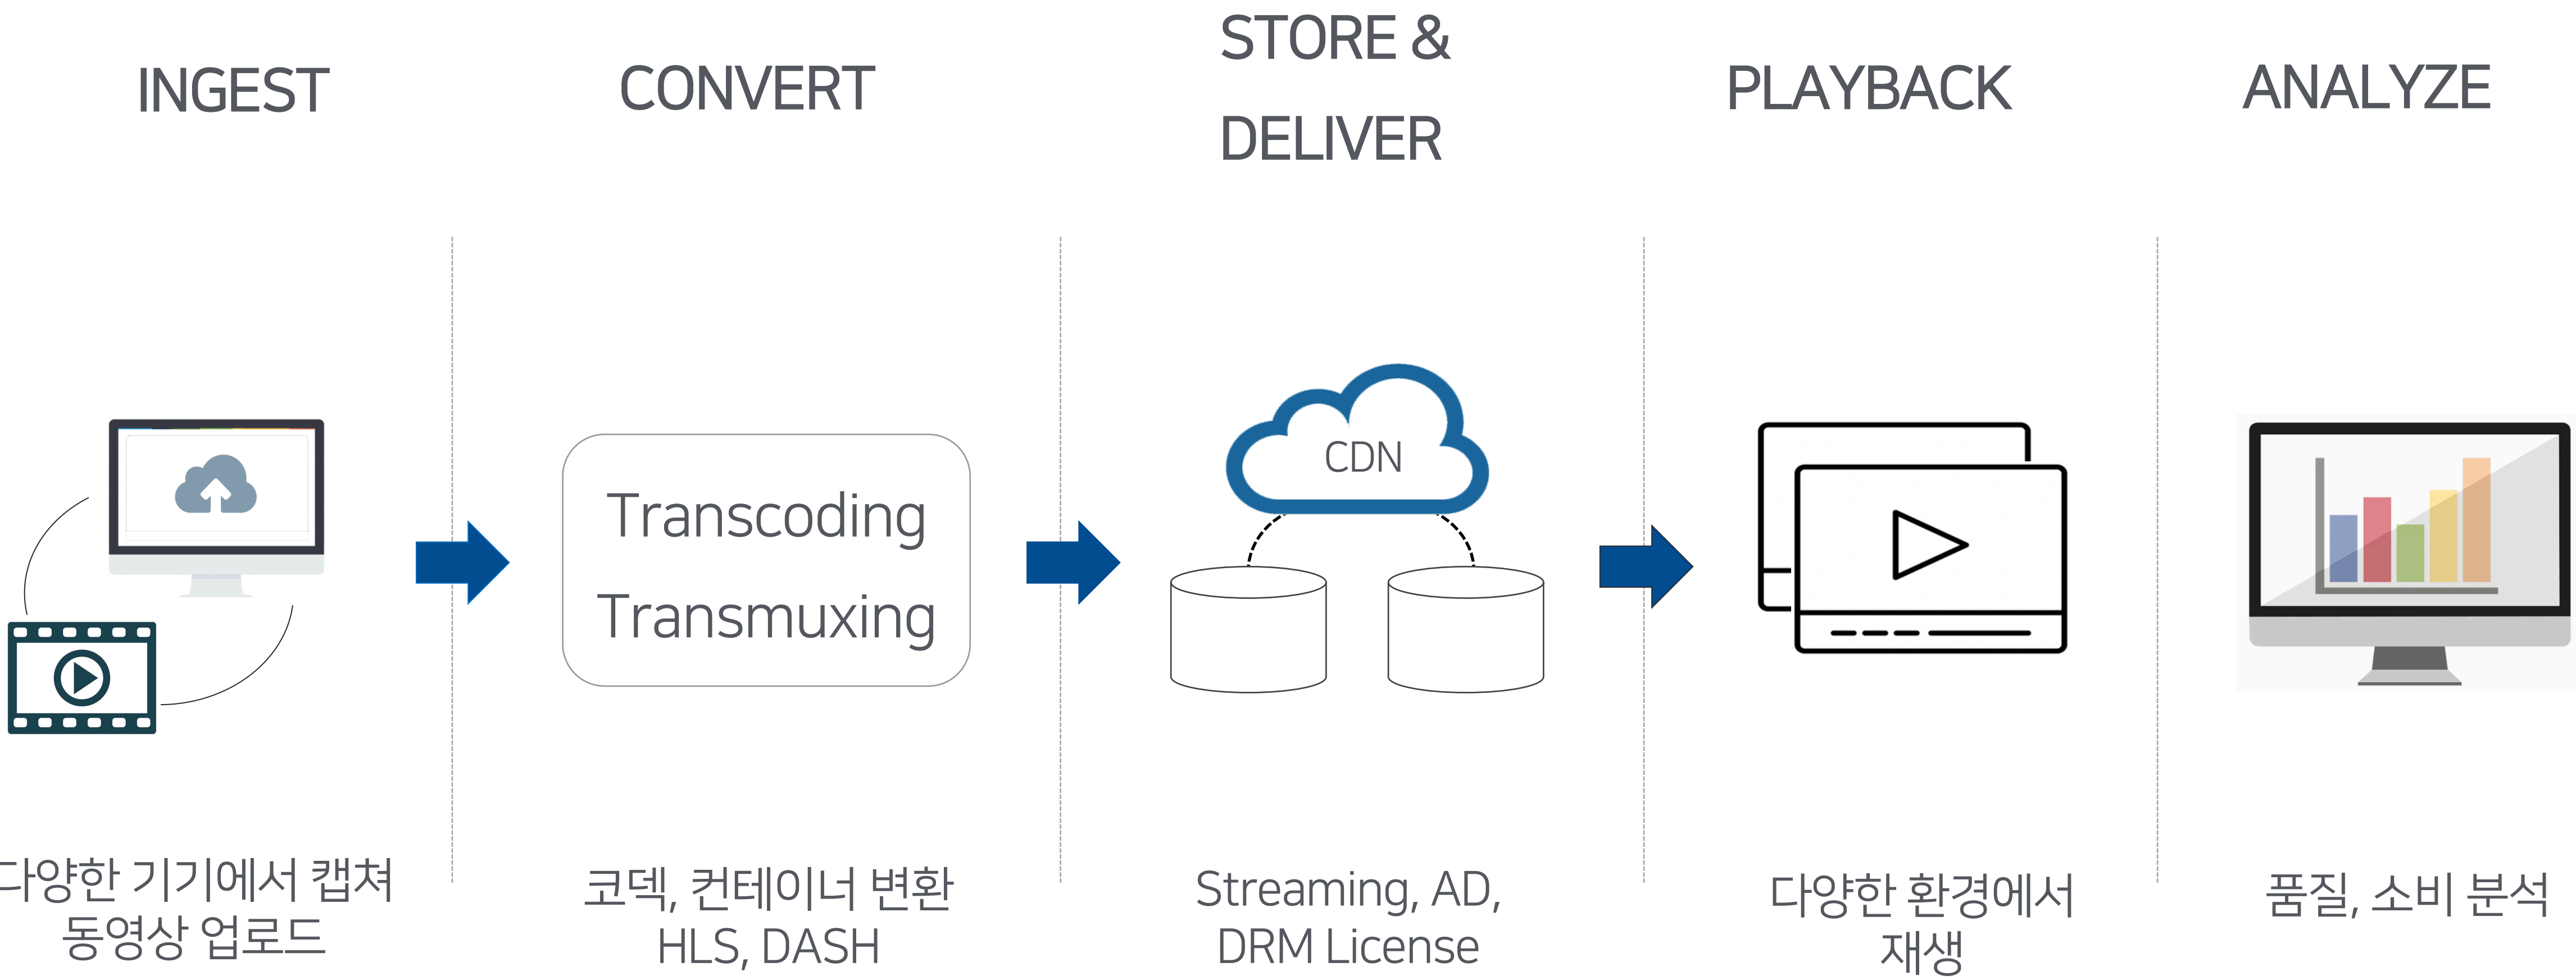 INGEST
CONVERT
STORE &
DELIVER
PLAYBACK
ANALYZE
Transcoding
Transmuxing
CDN
다양한 기기에서 캡쳐
동영상 업로드
코덱, 컨테이너 변환
HLS, DASH
Streaming, AD,
DRM License
다양한 환경에서
재생
품질, 소비 분석